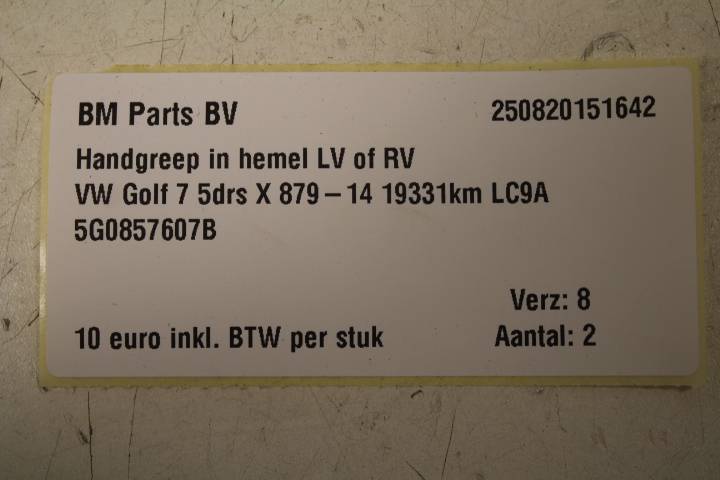 BM Parts BV 250820151642
Handgreep in hemel LV of RV
VW Golf 7 5drs X 879-14 19331km LC9A
5G0857607B
Verz: 8
10 euro inkl. BTW per stuk Aantal: 2